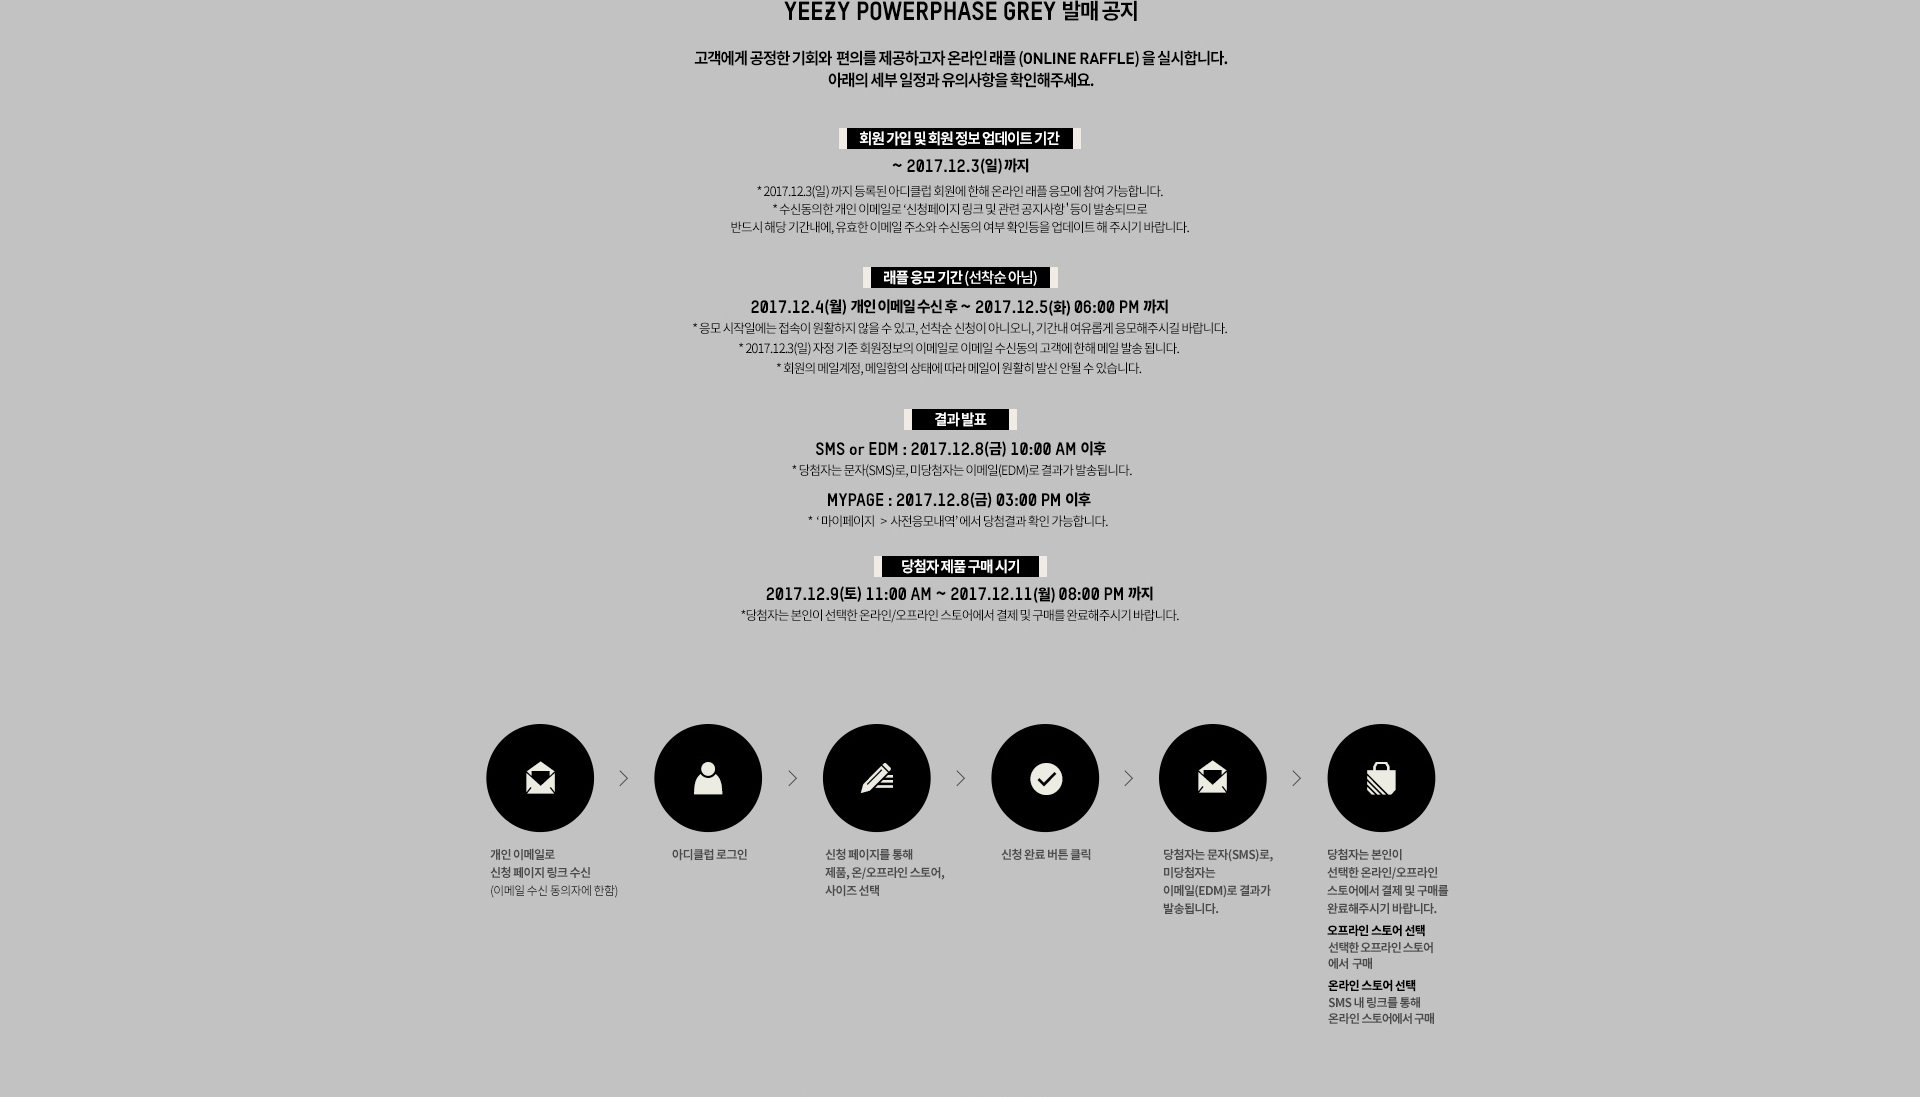 YEEZY POWERPHASE GREY 발매 공지
고객에게 공정한 기회와 편의를 제공하고자 온라인 래플 (ONLINE RAFFLE) 을 실시합니다.
아래의 세부 일정과 유의사항을 확인해주세요.
회원 가입 및 회원 정보 업데이트 기간
~ 2017.12.3(일)까지
* 2017.12.3(일) 까지 등록된 아디클럽 회원에 한해 온라인 래플 응모에 참여 가능합니다.
* 수신동의한 개인 이메일로 '신청페이지 링크 및 관련 공지사항' 등이 발송되므로
반드시 해당 기간내에, 유효한 이메일 주소와 수신동의 여부 확인등을 업데이트 해 주시기 바랍니다.
래플 응모 기간 (선착순 아님)
2017.12.4(월) 개인 이메일 수신 후 ~ 2017.12.5(화) 06:00 PM 까지
* 응모 시작일에는 접속이 원활하지 않을 수 있고, 선착순 신청이 아니오니, 기간내 여유롭게 응모해주시길 바랍니다.
* 2017.12.3(일) 자정 기준 회원정보의 이메일로 이메일 수신동의 고객에 한해 메일 발송 됩니다.
* 회원의 메일계정, 메일함의 상태에 따라 메일이 원활히 발신 안될 수 있습니다.
결과 발표
SMS or EDM : 2017.12.8(금) 10:00 AM 이후
* 당첨자는 문자(SMS)로, 미당첨자는 이메일(EDM)로 결과가 발송됩니다.
MYPAGE : 2017.12.8(금) 03:00 PM 이후
* ‘ 마이페이지 > 사전응모내역’ 에서 당첨결과 확인 가능합니다.
당첨자 제품 구매 시기
2017.12.9(토) 11:00 AM ~ 2017.12.11(월) 08:00 PM 까지
*당첨자는 본인이 선택한 온라인/오프라인 스토어에서 결제 및 구매를 완료해주시기 바랍니다.
개인 이메일로
신청 페이지 링크 수신
(이메일 수신 동의자에 한함)
아디클럽 로그인
신청 페이지를 통해
제품, 온/오프라인 스토어,
사이즈 선택
신청 완료 버튼 클릭
당첨자는 문자(SMS)로,
미당첨자는
이메일(EDM)로 결과가
발송됩니다.
당첨자는 본인이
선택한 온라인/오프라인
스토어에서 결제 및 구매를
완료해주시기 바랍니다.
오프라인 스토어 선택
선택한 오프라인 스토어
에서 구매
온라인 스토어 선택
SMS 내 링크를 통해
온라인 스토어에서 구매